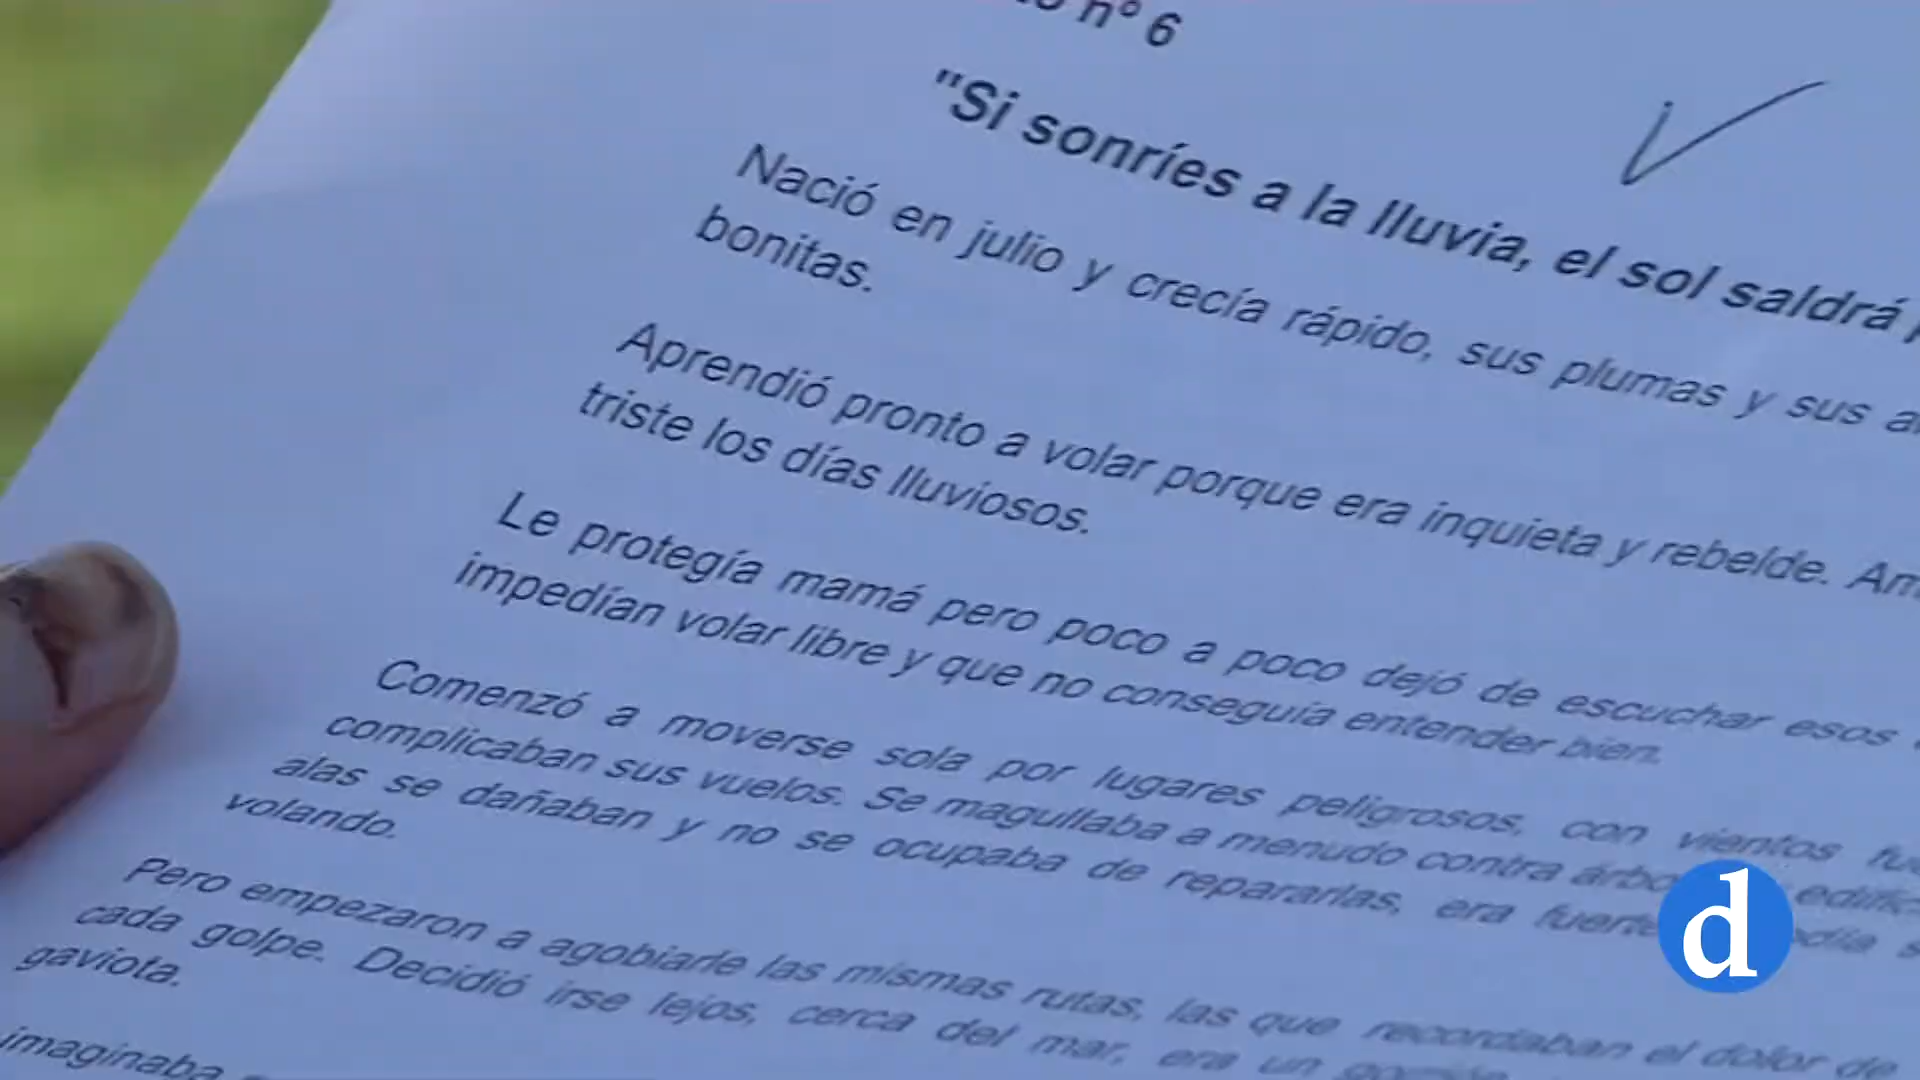 nº 6
"Si sonríes a la lluvia, el sol saldrá
Nació en julio y crecía rápido, sus plumas y sus
bonitas.
Aprendió pronto a volar porque era inquieta y rebelde.
triste los días lluviosos.
Le protegía mamá pero poco a poco dejó de escuchar esos
impedían volar libre y que no conseguía entender bien.
Comenzó a moverse sola por lugares peligrosos, con vientos
complicaban sus vuelos. Se magullaba a menudo contra
alas se dañaban y no se ocupaba de repararlas, era
volando.
Pero empezaron a agobiarle las mismas rutas, las que recordaban el dolor de
cada golpe. Decidió irse lejos, cerca del mar, era un
gaviota.
imaginaba
d